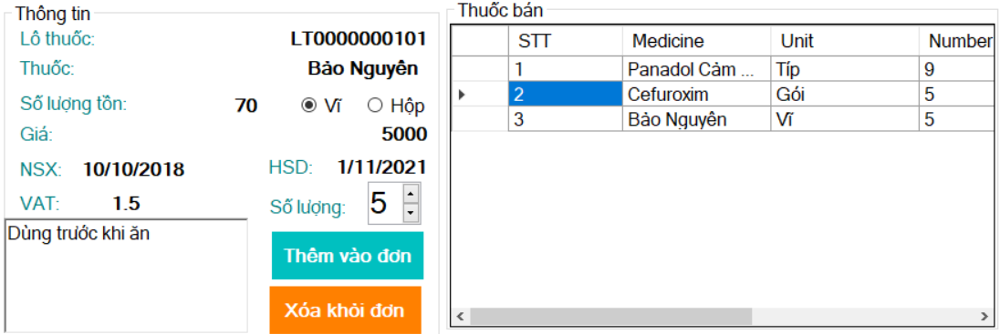 Thông tin
Lô thuốc: LT0000000101
Thuốc: Bảo Nguyên
Số lượng tồn: 70 Vĩ Hộp
Giá: 5000
NSX: 10/10/2018 HSD: 1/11/2021
VAT: 1.5 Số lượng: 5
Dùng trước khi ăn
Thêm vào đơn
Xóa khỏi đơn
Thuốc bán
STT Medicine Unit Number
1 Panadol Cảm ... Típ 9
2 Cefuroxim Gói 5
3 Bảo Nguyên Vĩ 5